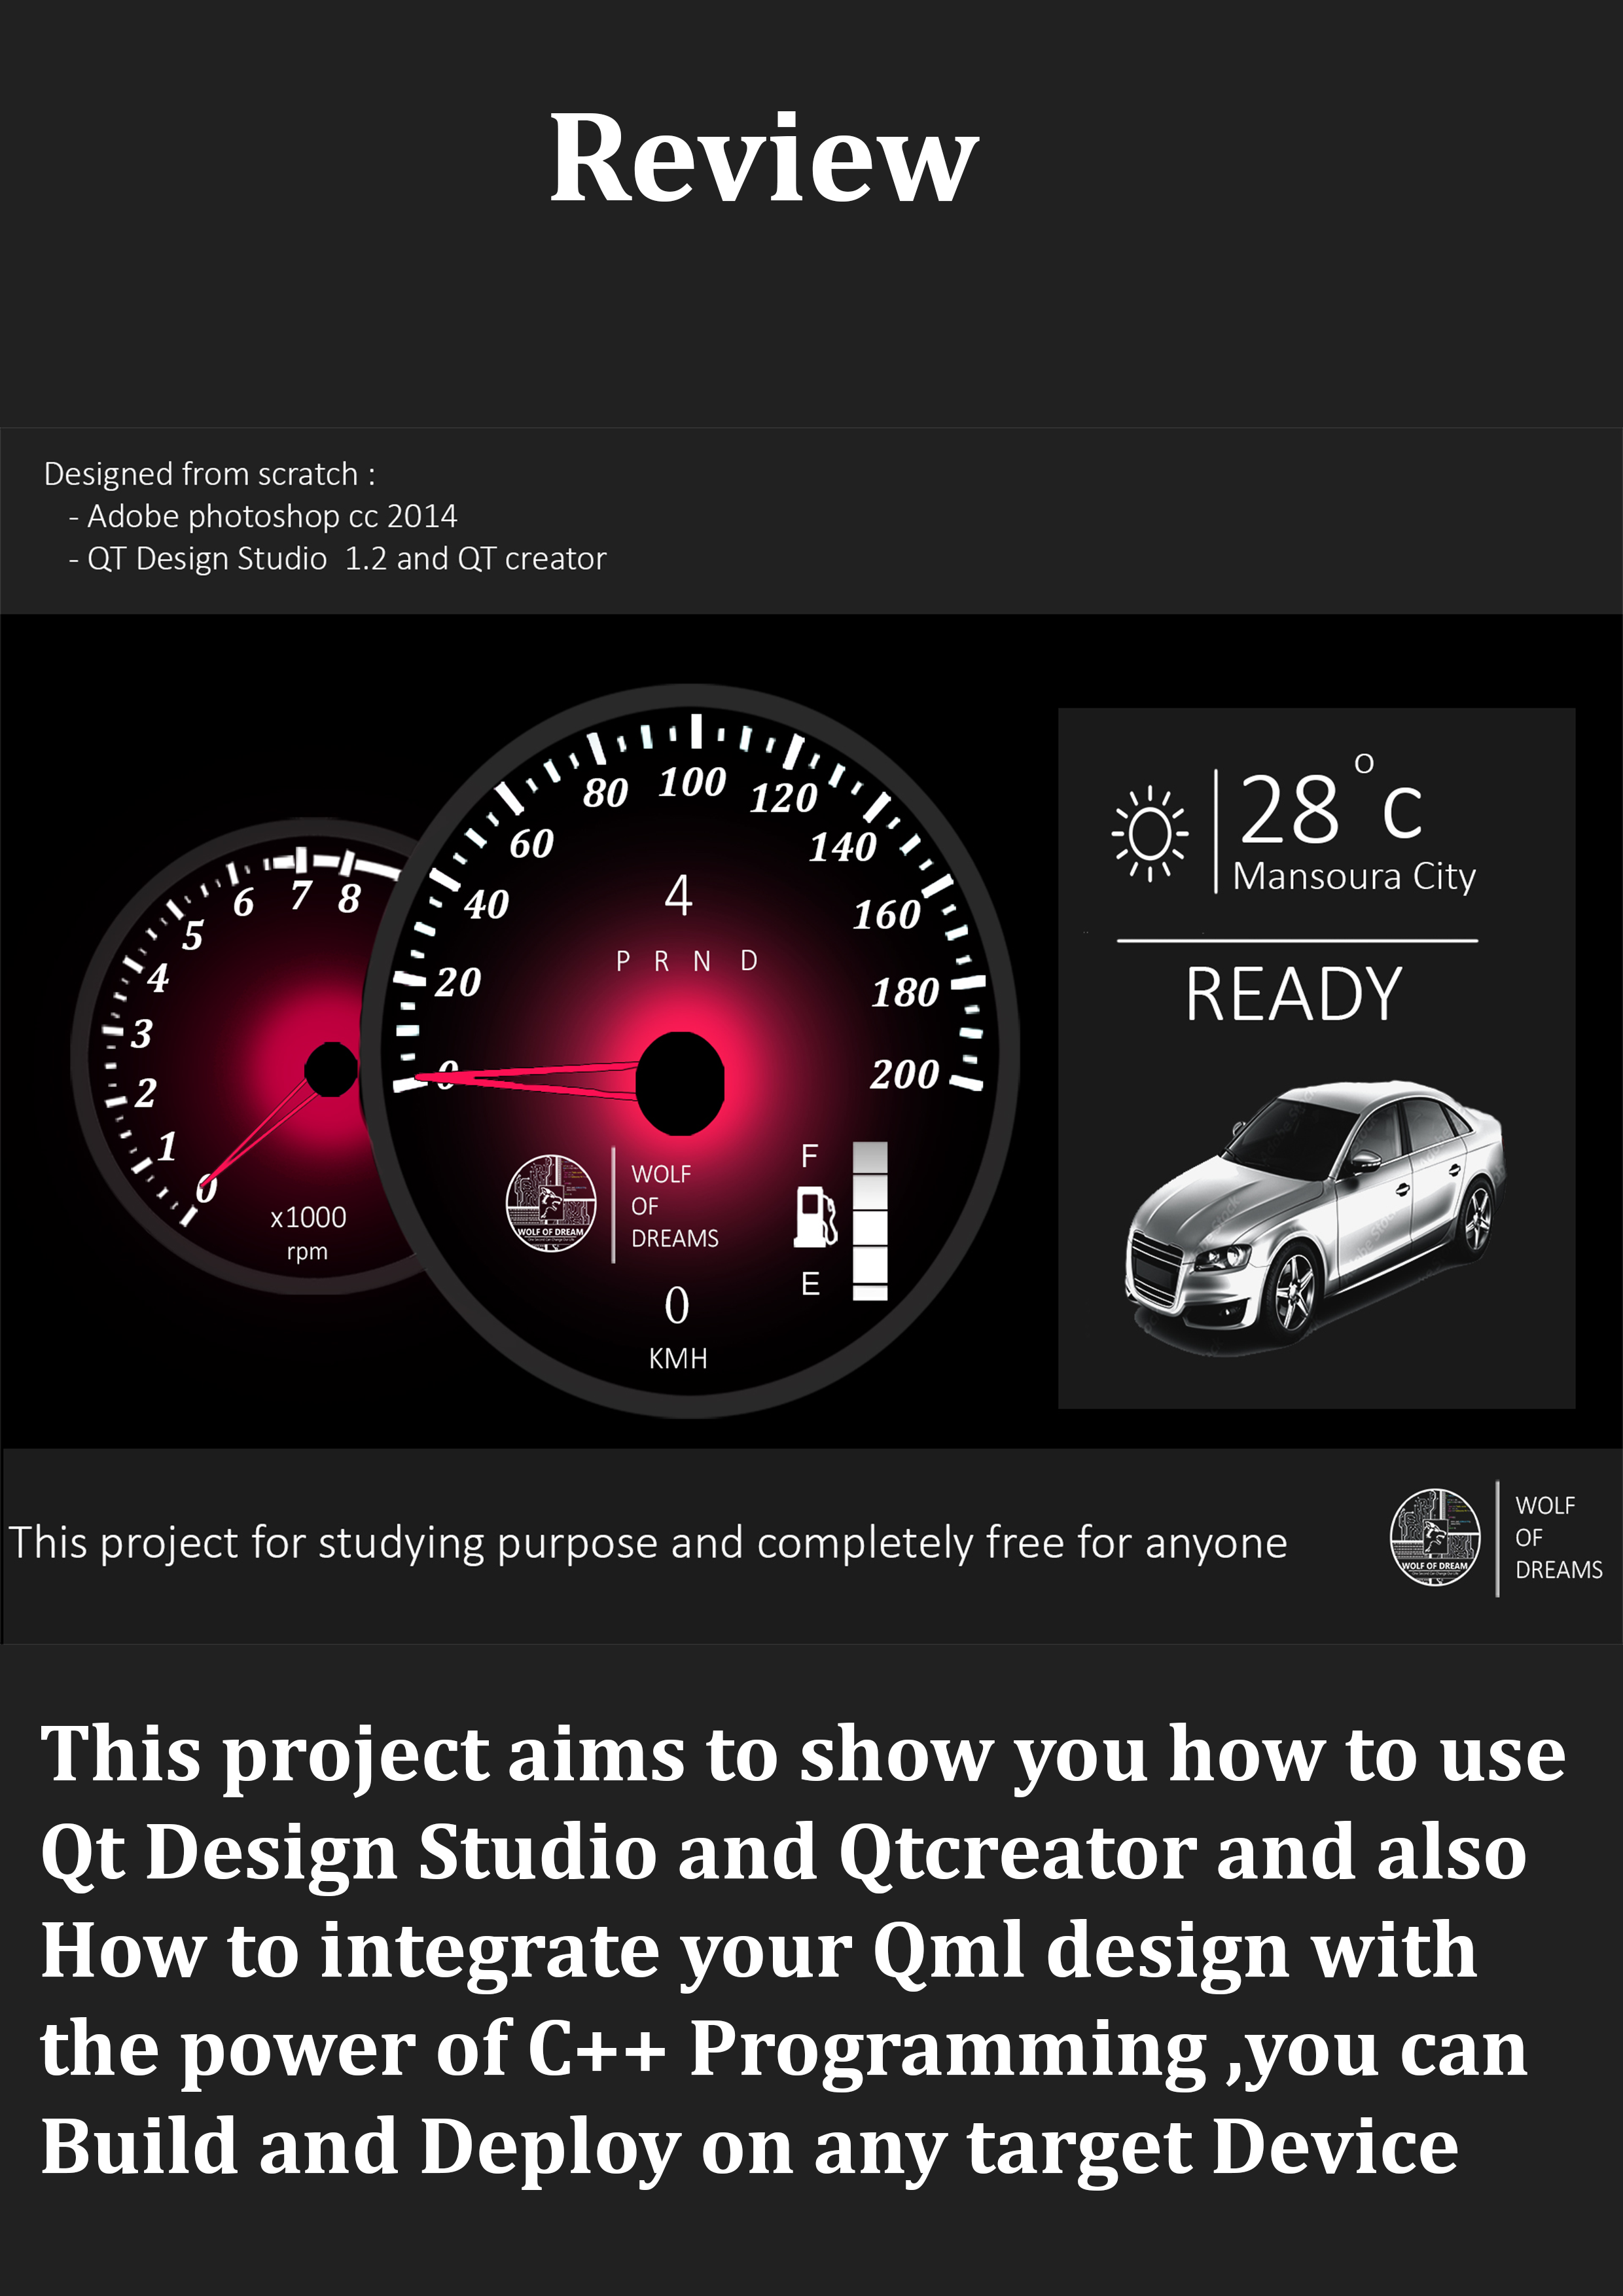 Review
Designed from scratch :
- Adobe photoshop cc 2014
- QT Design Studio 1.2 and QT creator
0
1
2
3
4
5
6
7
8
x1000
rpm
0
20
40
60
80
100
120
140
160
180
200
4
P R N D
WOLF OF DREAM
WOLF
OF
DREAMS
F
E
0
KMH
28 o c
Mansoura City
READY
This project for studying purpose and completely free for anyone
WOLF OF DREAM
WOLF
OF
DREAMS
This project aims to show you how to use
Qt Design Studio and Qtcreator and also
How to integrate your Qml design with
the power of C++ Programming ,you can
Build and Deploy on any target Device